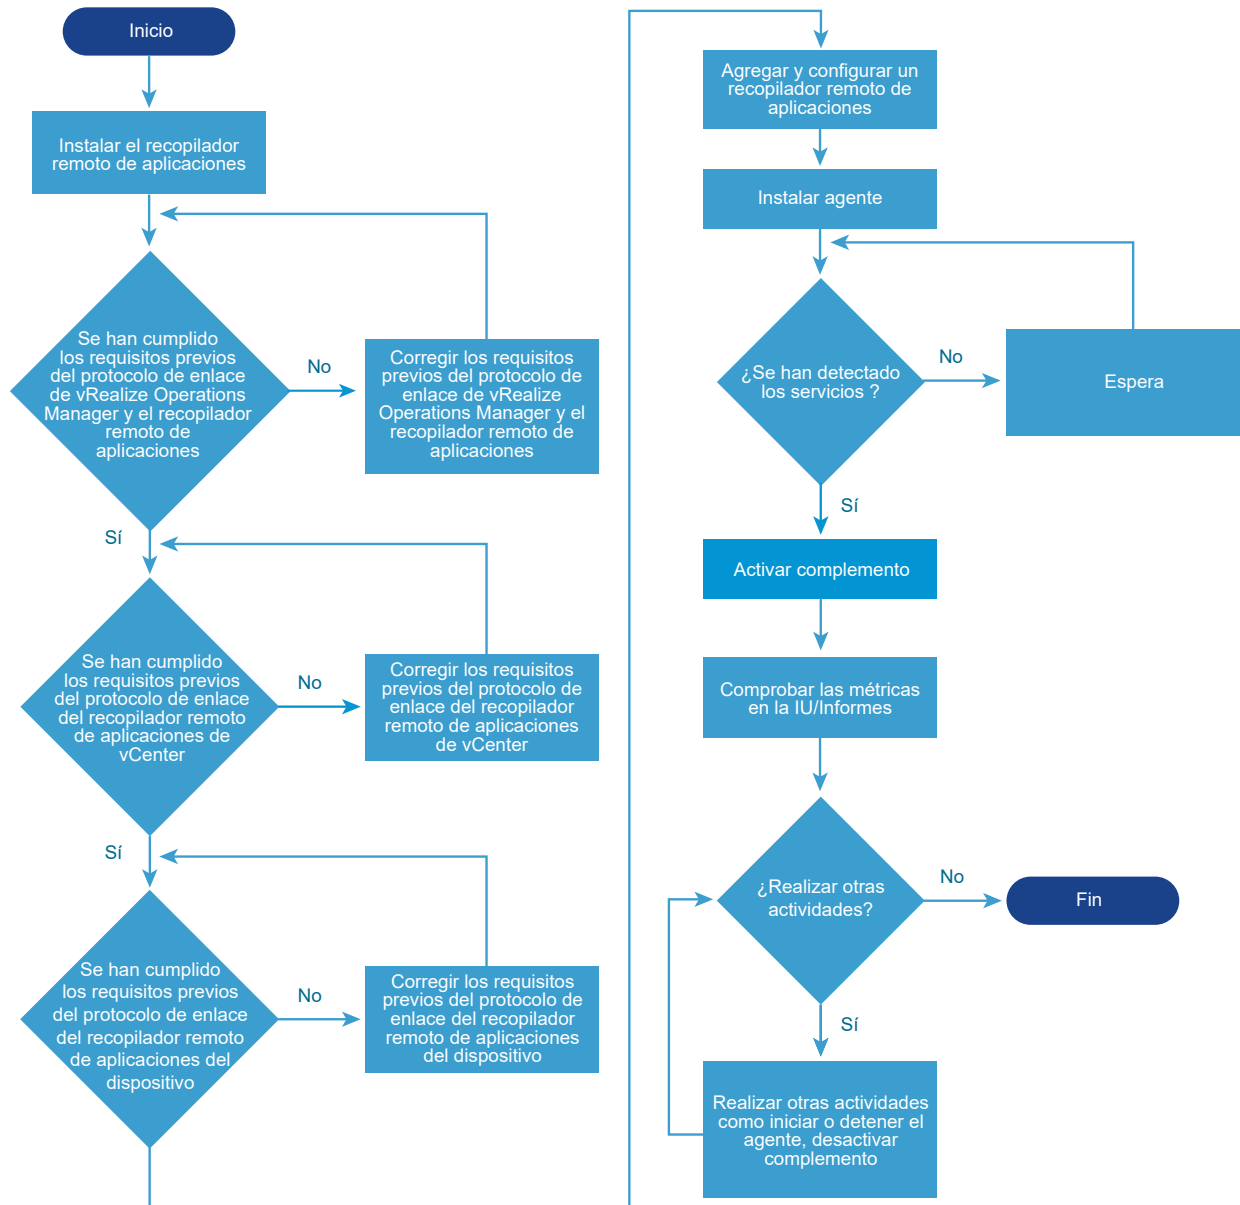 Inicio
Instalar el recopilador
remoto de aplicaciones
Se han cumplido
los requisitos previos
del protocolo de enlace
de vRealize Operations
Manager y el recopilador
remoto de
aplicaciones
No
Corregir los requisitos
previos del protocolo de
enlace de vRealize
Operations Manager y el
recopilador remoto de
aplicaciones
Sí
Se han cumplido
los requisitos previos
del protocolo de enlace
del recopilador remoto
de aplicaciones de
vCenter
No
Corregir los requisitos
previos del protocolo de
enlace del recopilador
remoto de aplicaciones
de vCenter
Sí
Se han cumplido
los requisitos previos
del protocolo de enlace
del recopilador remoto
de aplicaciones del
dispositivo
No
Corregir los requisitos
previos del protocolo de
enlace del recopilador
remoto de aplicaciones
del dispositivo
Agregar y configurar un
recopilador remoto de
aplicaciones
Instalar agente
¿Se han detectado
los servicios ?
No
Espera
Sí
Activar complemento
Comprobar las métricas
en la IU/Informes
¿Realizar otras
actividades?
No
Fin
Sí
Realizar otras actividades
como iniciar o detener el
agente, desactivar
complemento